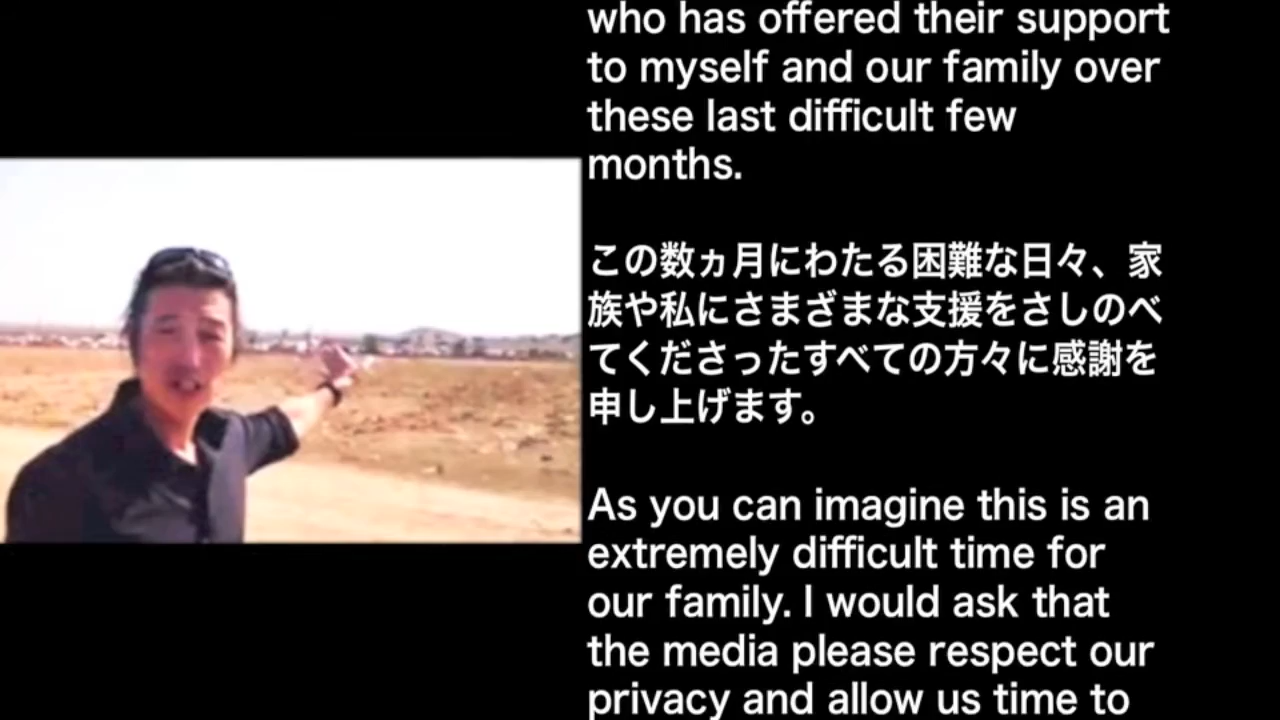 who has offered their support
to myself and our family over
these last difficult few
months.
この数ヵ月にわたる困難な日々、家
族や私にさまざまな支援をさしのべ
てくださったすべての方々に感謝を
申し上げます。
As you can imagine this is an
extremely difficult time for
our family. I would ask that
the media please respect our
privacy and allow us time to